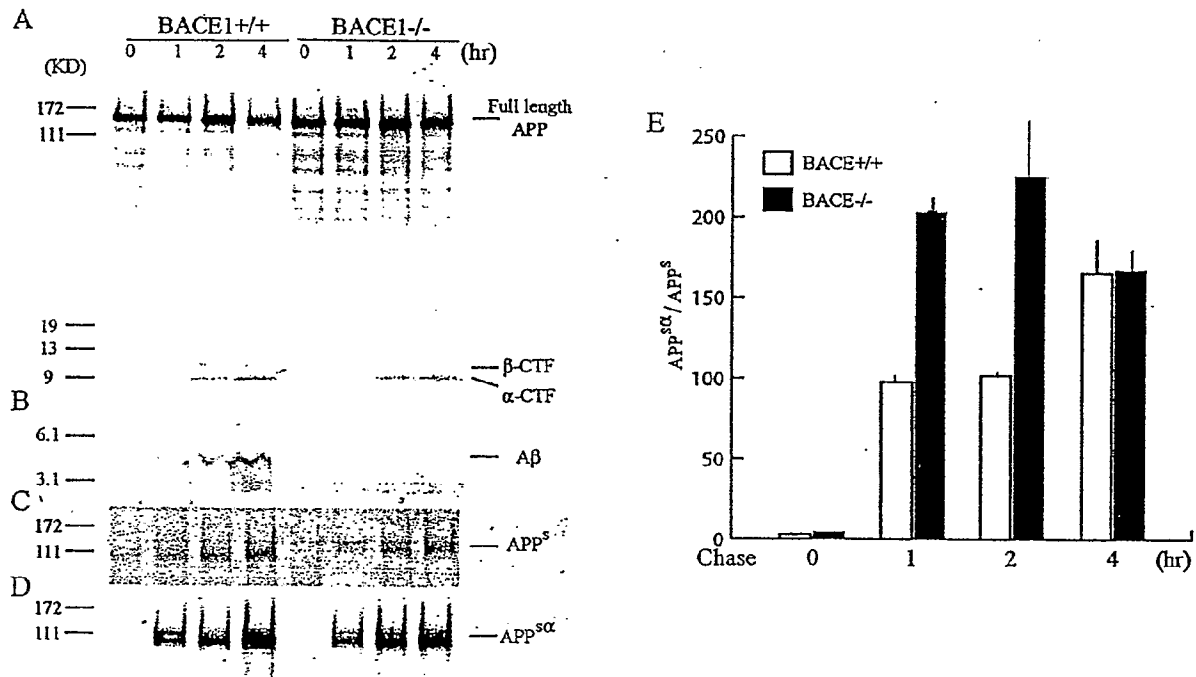 A
BACE1+/+ BACE1-/-
0 1 2 4 0 1 2 4 (hr)
(KD)
172
111
Full length
APP
19
13
9
β-CTF
α-CTF
B
6.1
3.1
Aβ
C
172
111
APPˢ
D
172
111
APPˢᵅ
E
BACE+/+
BACE-/-
APPˢᵅ/APPˢ
250
200
150
100
50
0
Chase 0 1 2 4 (hr)